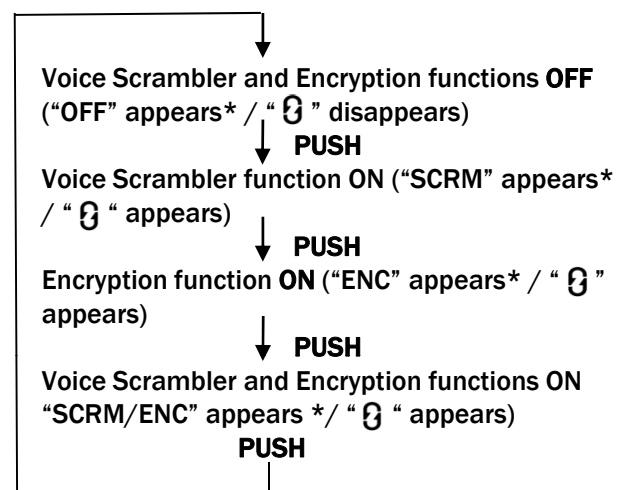 Voice Scrambler and Encryption functions OFF
(“OFF” appears* / “ ” disappears)
PUSH
Voice Scrambler function ON (“SCRM” appears*
/ “ “ appears)
PUSH
Encryption function ON (“ENC” appears* / “ ”
appears)
PUSH
Voice Scrambler and Encryption functions ON
“SCRM/ENC” appears */ “ “ appears)
PUSH